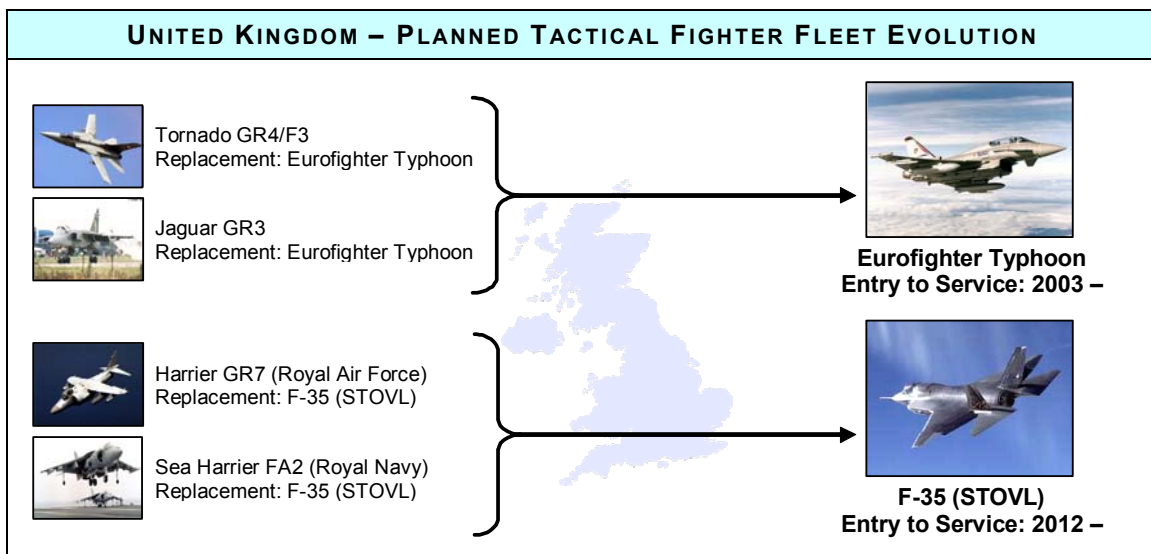 UNITED KINGDOM – PLANNED TACTICAL FIGHTER FLEET EVOLUTION
Tornado GR4/F3
Replacement: Eurofighter Typhoon
Jaguar GR3
Replacement: Eurofighter Typhoon
Eurofighter Typhoon
Entry to Service: 2003 –
Harrier GR7 (Royal Air Force)
Replacement: F-35 (STOVL)
Sea Harrier FA2 (Royal Navy)
Replacement: F-35 (STOVL)
F-35 (STOVL)
Entry to Service: 2012 –